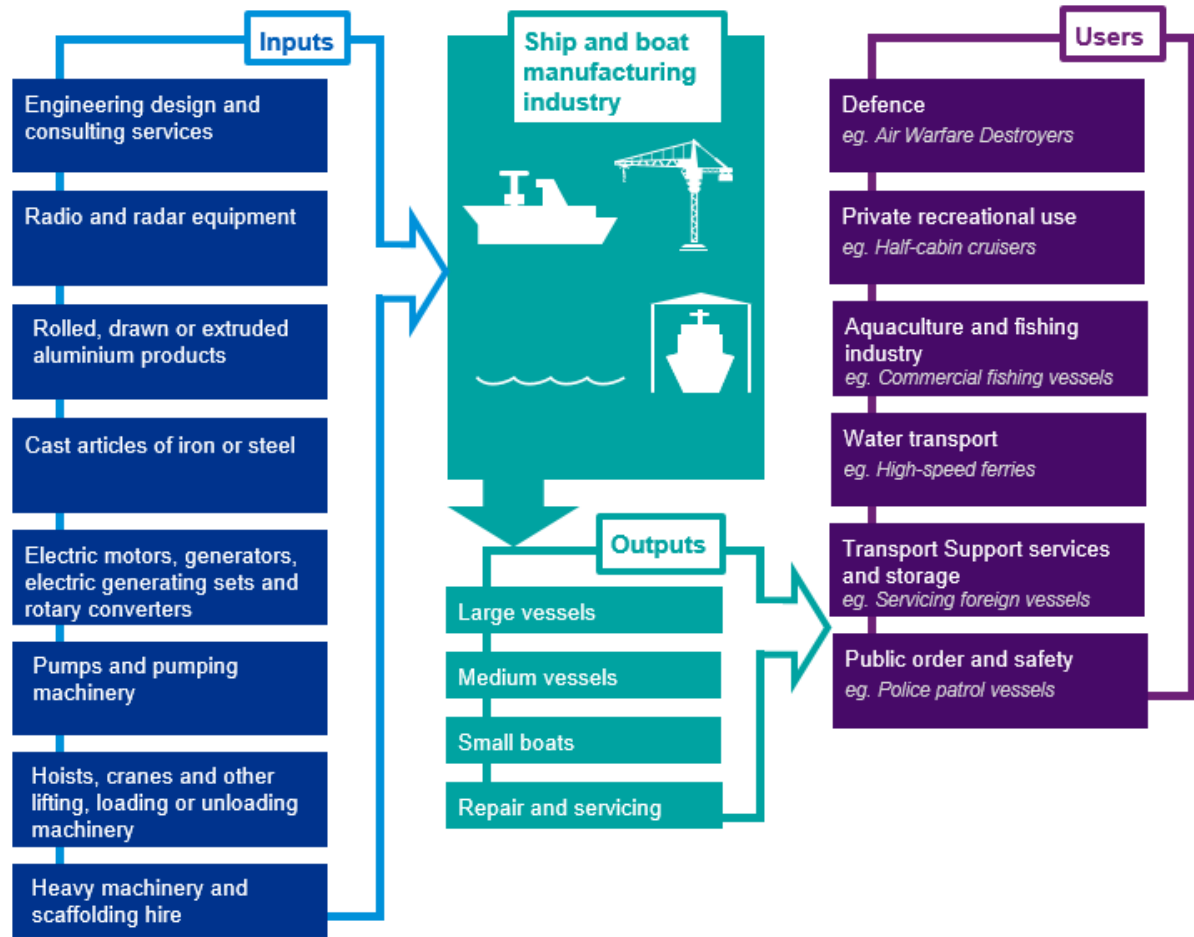 Inputs
Engineering design and
consulting services
Radio and radar equipment
Rolled, drawn or extruded
aluminium products
Cast articles of iron or steel
Electric motors, generators,
electric generating sets and
rotary converters
Pumps and pumping
machinery
Hoists, cranes and other
lifting, loading or unloading
machinery
Heavy machinery and
scaffolding hire
Ship and boat
manufacturing
industry
Outputs
Large vessels
Medium vessels
Small boats
Repair and servicing
Users
Defence
eg. Air Warfare Destroyers
Private recreational use
eg. Half-cabin cruisers
Aquaculture and fishing
industry
eg. Commercial fishing vessels
Water transport
eg. High-speed ferries
Transport Support services
and storage
eg. Servicing foreign vessels
Public order and safety
eg. Police patrol vessels